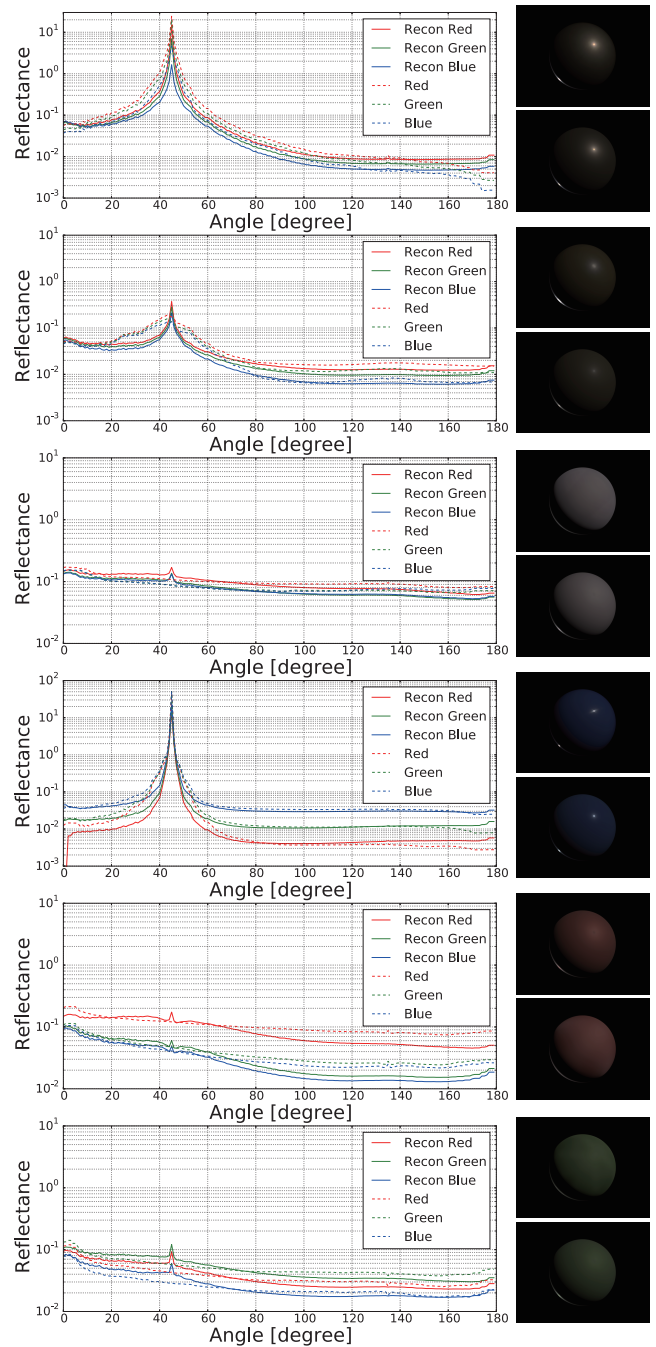 Reflectance
10^1
10^0
10^-1
10^-2
10^-3
Recon Red
Recon Green
Recon Blue
Red
Green
Blue
0 20 40 60 80 100 120 140 160 180
Angle [degree]
Reflectance
10^1
10^0
10^-1
10^-2
10^-3
Recon Red
Recon Green
Recon Blue
Red
Green
Blue
0 20 40 60 80 100 120 140 160 180
Angle [degree]
Reflectance
10^1
10^0
10^-1
10^-2
Recon Red
Recon Green
Recon Blue
Red
Green
Blue
0 20 40 60 80 100 120 140 160 180
Angle [degree]
Reflectance
10^2
10^1
10^0
10^-1
10^-2
10^-3
Recon Red
Recon Green
Recon Blue
Red
Green
Blue
0 20 40 60 80 100 120 140 160 180
Angle [degree]
Reflectance
10^1
10^0
10^-1
10^-2
Recon Red
Recon Green
Recon Blue
Red
Green
Blue
0 20 40 60 80 100 120 140 160 180
Angle [degree]
Reflectance
10^1
10^0
10^-1
10^-2
Recon Red
Recon Green
Recon Blue
Red
Green
Blue
0 20 40 60 80 100 120 140 160 180
Angle [degree]